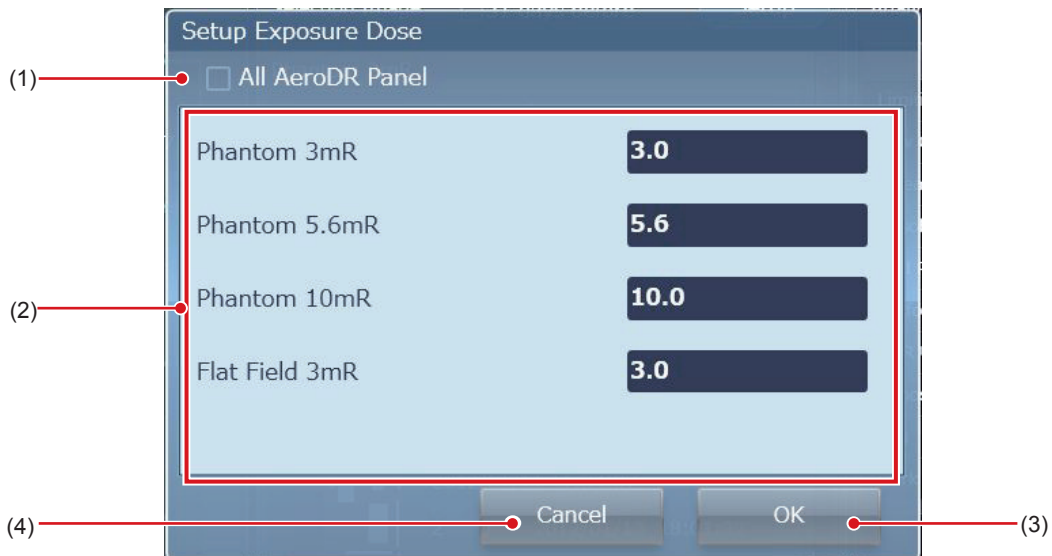 Setup Exposure Dose
(1) All AeroDR Panel
Phantom 3mR 3.0
Phantom 5.6mR 5.6
(2) Phantom 10mR 10.0
Flat Field 3mR 3.0
(4) Cancel OK (3)